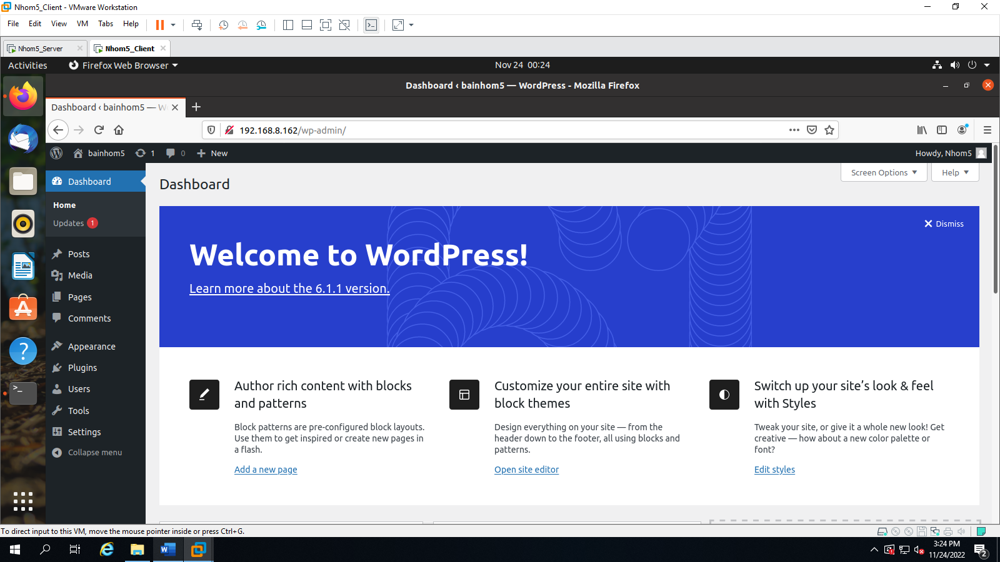 Nhom5_Client - VMware Workstation
File Edit View VM Tabs Help
Nhom5_Server
Nhom5_Client
Activities
Firefox Web Browser
Nov 24 00:24
Dashboard ‹ bainhom5 — WordPress - Mozilla Firefox
Dashboard ‹ bainhom5 — W
192.168.8.162/wp-admin/
bainhom5
1
0
New
Howdy, Nhom5
Dashboard
Home
Updates 1
Posts
Media
Pages
Comments
Appearance
Plugins
Users
Tools
Settings
Collapse menu
Dashboard
Screen Options
Help
Dismiss
Welcome to WordPress!
Learn more about the 6.1.1 version.
Author rich content with blocks
and patterns
Block patterns are pre-configured block layouts.
Use them to get inspired or create new pages in
a flash.
Add a new page
Customize your entire site with
block themes
Design everything on your site — from the
header down to the footer, all using blocks and
patterns.
Open site editor
Switch up your site’s look & feel
with Styles
Tweak your site, or give it a whole new look! Get
creative — how about a new color palette or
font?
Edit styles
To direct input to this VM, move the mouse pointer inside or press Ctrl+G.
3:24 PM
11/24/2022
2